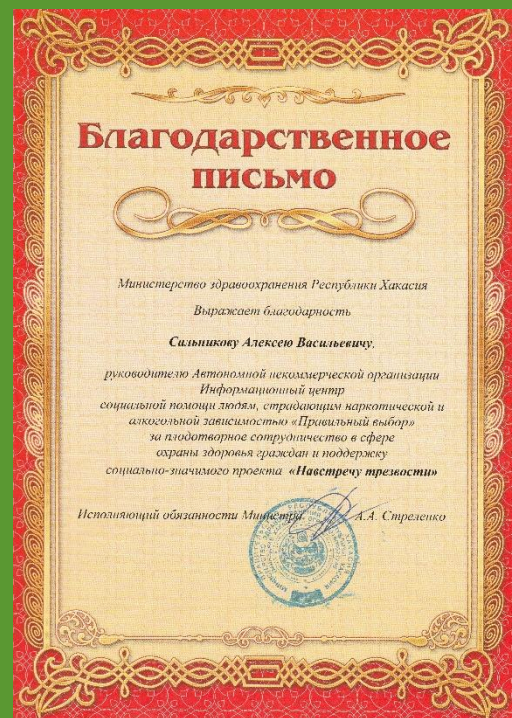 Благодарственное
письмо
Министерство здравоохранения Республики Хакасия
Выражает благодарность
Сальникову Алексею Васильевичу,
руководителю Автономной некоммерческой организации
Информационный центр
социальной помощи людям, страдающим наркотической и
алкогольной зависимостью «Правильный выбор»
за плодотворное сотрудничество в сфере
охраны здоровья граждан и поддержку
социально-значимого проекта «Навстречу трезвости»
Исполняющий обязанности Министра А.А. Стреленко